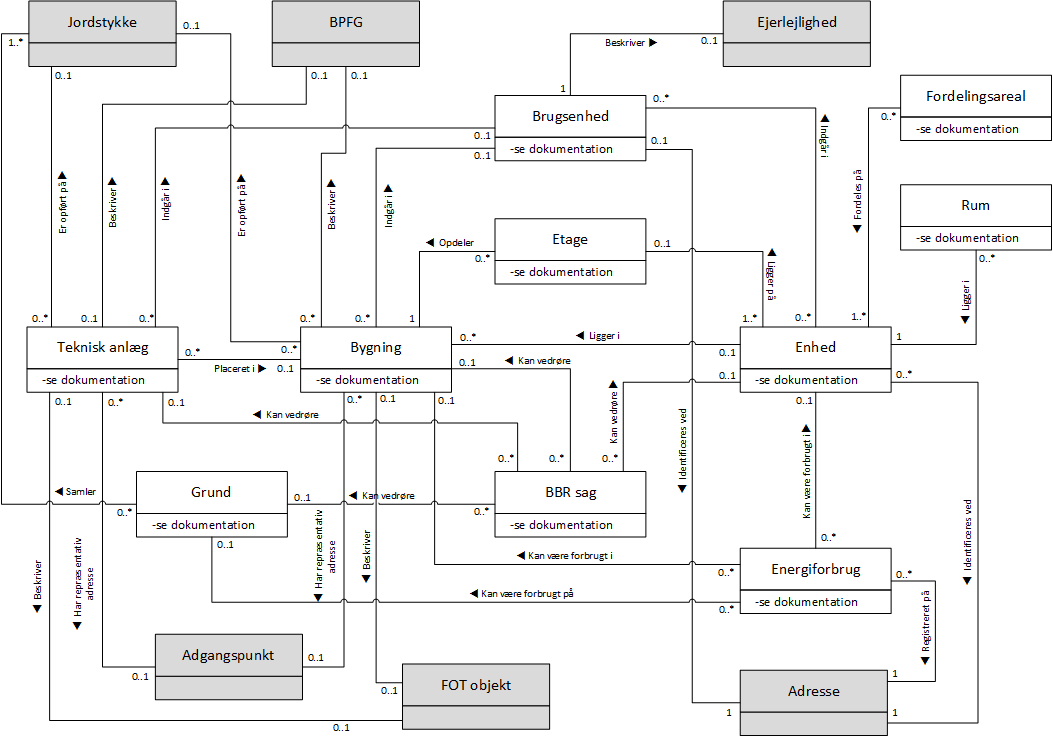 Jordstykke
BPFG
Ejerlejlighed
0..1
1..*
0..1
0..1
0..1
Beskriver ►
0..1
1
Fordelingsareal
-se dokumentation
0..*
Brugsenhed
-se dokumentation
0..*
0..1
0..1
0..1
▲ Indgår i
Fordeles på ►
Er opført på ▲
Beskriver ▲
Indgår i ▲
Er opført på ▲
Beskriver ▲
Indgår i ▲
Rum
-se dokumentation
0..*
Ligger i ►
Etage
-se dokumentation
◄ Opdeler
0..*
0..1
▲ Ligger på
0..*
0..1
0..*
0..*
0..*
1
1..*
0..*
1..*
Teknisk anlæg
-se dokumentation
0..*
Placeret i ►
0..1
0..*
Bygning
-se dokumentation
0..*
◄ Ligger i
0..1
◄ Kan vedrøre
0..1
Enhed
-se dokumentation
0..1
1
0..*
0..1
0..*
0..1
0..*
0..1
0..1
0..1
◄ Kan vedrøre
Kan vedrøre ▲
◄ Identificeres ved
Kan være forbrugt i ▲
0..*
0..*
0..*
Grund
-se dokumentation
◄ Samler
0..*
0..1
0..1
◄ Kan vedrøre
0..*
BBR sag
-se dokumentation
◄ Identificeres ved
◄ Beskriver
◄ Har repræsentativ
adresse
◄ Har repræsentativ
adresse
◄ Beskriver
◄ Kan være forbrugt i
0..*
0..*
◄ Kan være forbrugt på
0..*
Energiforbrug
-se dokumentation
0..*
◄ Registreret på
Adgangspunkt
0..1
0..1
FOT objekt
0..1
0..1
Adresse
1
1
1